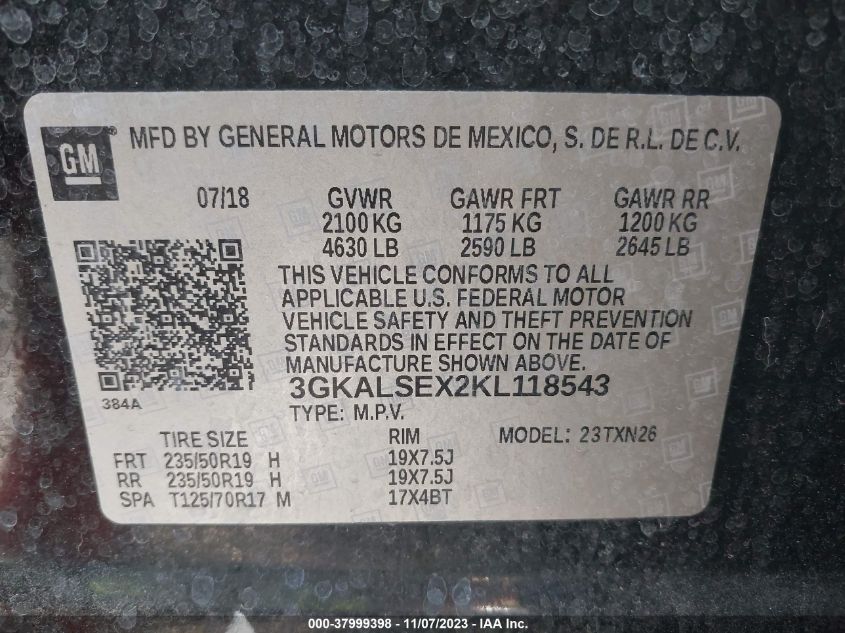 GM MFD BY GENERAL MOTORS DE MEXICO, S. DE R.L. DE C.V.
07/18 GVWR GAWR FRT GAWR RR
2100 KG 1175 KG 1200 KG
4630 LB 2590 LB 2645 LB
THIS VEHICLE CONFORMS TO ALL
APPLICABLE U.S. FEDERAL MOTOR
VEHICLE SAFETY AND THEFT PREVENTION
STANDARDS IN EFFECT ON THE DATE OF
MANUFACTURE SHOWN ABOVE.
3GKALSEX2KL118543
384A
TYPE: M.P.V.
TIRE SIZE RIM MODEL: 23TXN26
FRT 235/50R19 H 19X7.5J
RR 235/50R19 H 19X7.5J
SPA T125/70R17 M 17X4BT
000-37999398 - 11/07/2023 - IAA Inc.